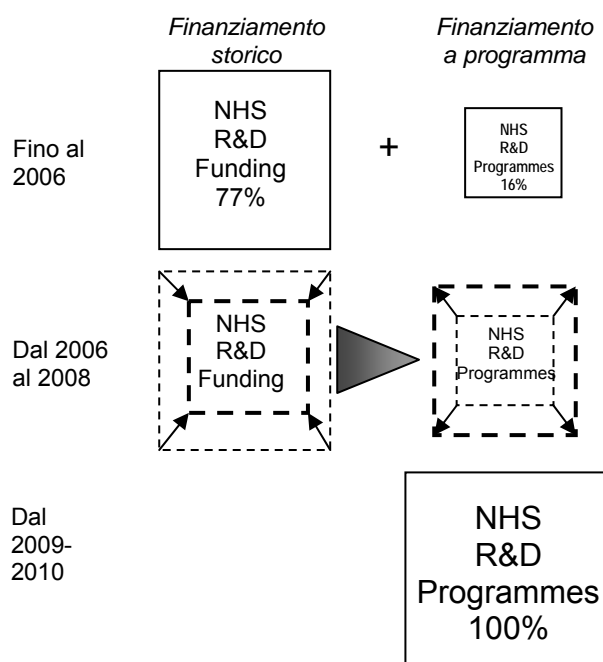 Finanziamento
storico
Finanziamento
a programma
Fino al
2006
NHS
R&D
Funding
77%
+
NHS
R&D
Programmes
16%
Dal 2006
al 2008
NHS
R&D
Funding
NHS
R&D
Programmes
Dal
2009-
2010
NHS
R&D
Programmes
100%